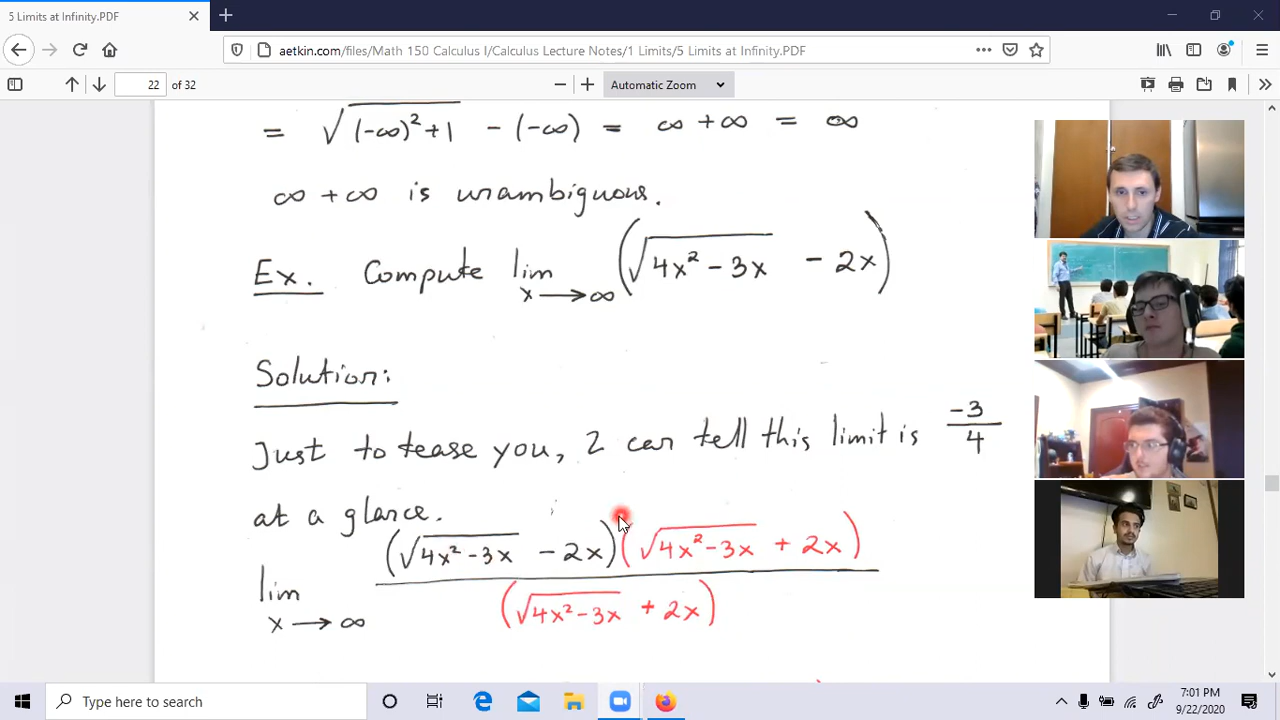 5 Limits at Infinity.PDF
aetkin.com/files/Math 150 Calculus I/Calculus Lecture Notes/1 Limits/5 Limits at Infinity.PDF
22 of 32
Automatic Zoom
= √(-∞)²+1 - (-∞) = ∞ + ∞ = ∞
∞ + ∞ is unambiguous.
Ex. Compute lim x→∞ (√4x² - 3x - 2x)
Solution:
Just to tease you, I can tell this limit is -3/4
at a glance.
lim x→∞ (√4x²-3x - 2x)(√4x²-3x + 2x) / (√4x²-3x + 2x)
Type here to search
7:01 PM
9/22/2020